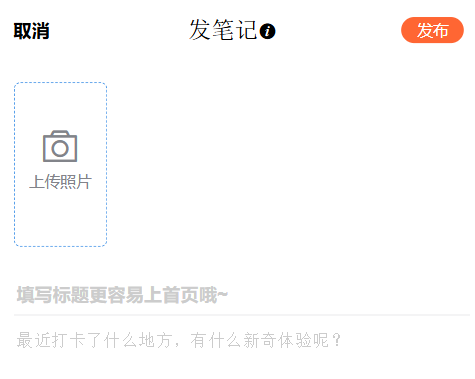 取消 发笔记 发布
上传照片
填写标题更容易上首页哦~
最近打卡了什么地方，有什么新奇体验呢？